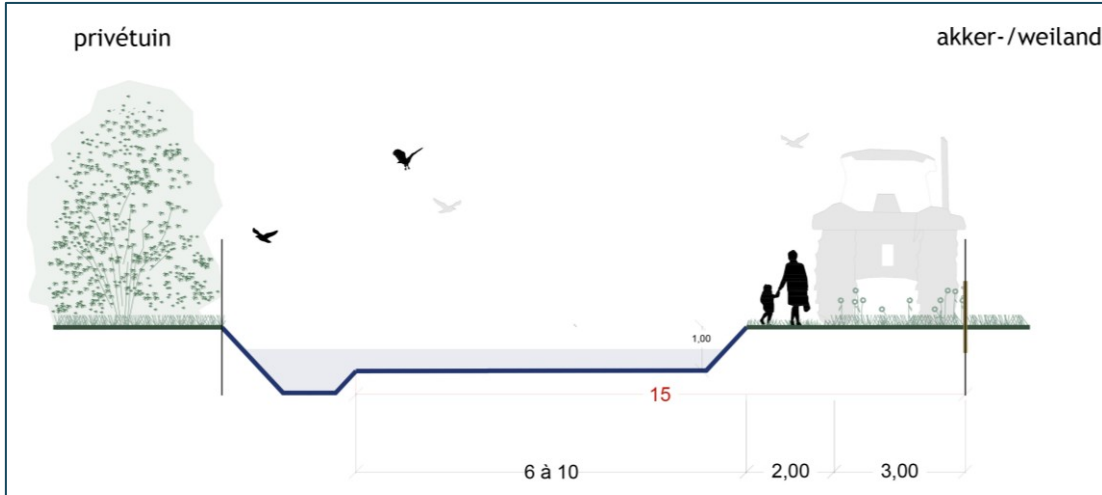 privétuin
akker-/weiland
1,00
15
6 à 10
2,00
3,00